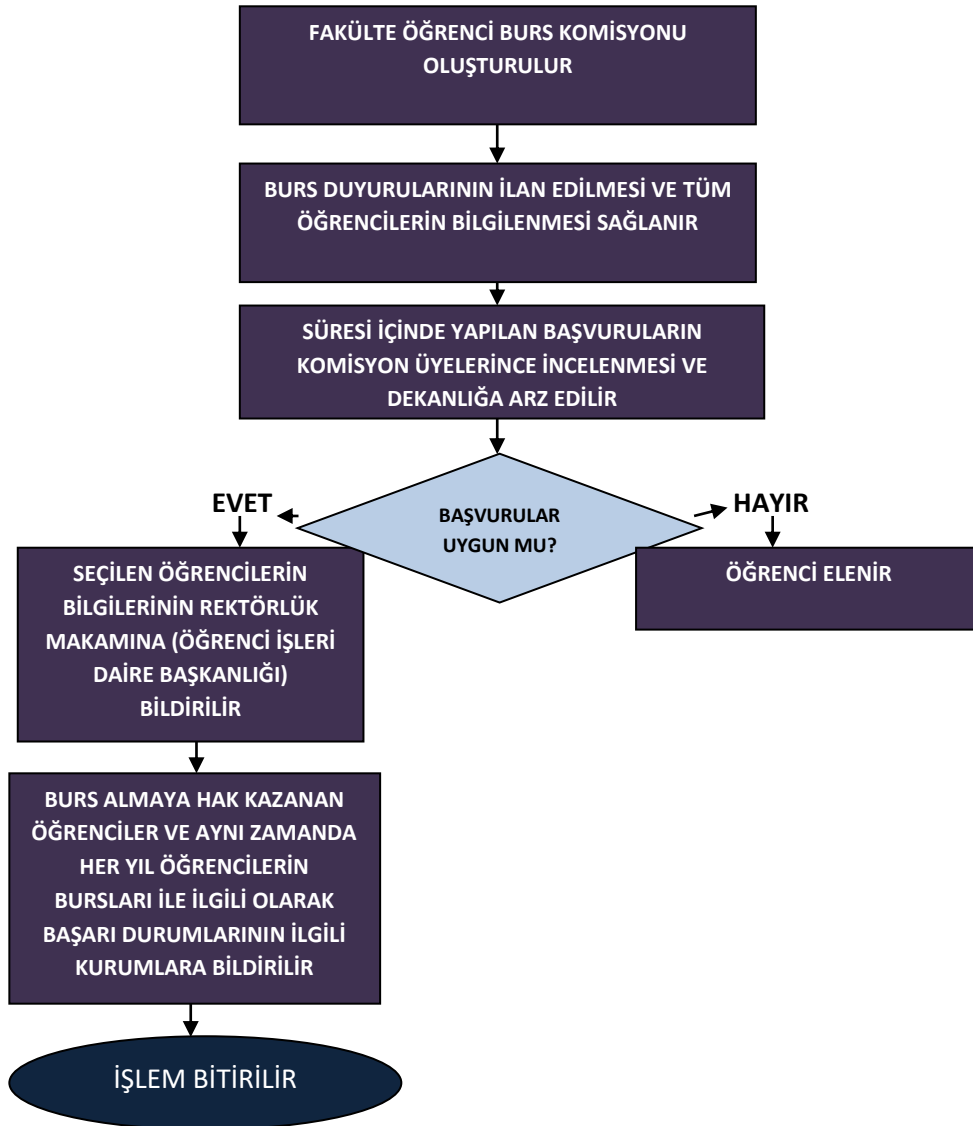 FAKÜLTE ÖĞRENCİ BURS KOMİSYONU
OLUŞTURULUR
BURS DUYURULARININ İLAN EDİLMESİ VE TÜM
ÖĞRENCİLERİN BİLGİLENMESİ SAĞLANIR
SÜRESİ İÇİNDE YAPILAN BAŞVURULARIN
KOMİSYON ÜYELERİNCE İNCELENMESİ VE
DEKANLIĞA ARZ EDİLİR
BAŞVURULAR
UYGUN MU?
EVET
HAYIR
SEÇİLEN ÖĞRENCİLERİN
BİLGİLERİNİN REKTÖRLÜK
MAKAMINA (ÖĞRENCİ İŞLERİ
DAİRE BAŞKANLIĞI)
BİLDİRİLİR
ÖĞRENCİ ELENİR
BURS ALMAYA HAK KAZANAN
ÖĞRENCİLER VE AYNI ZAMANDA
HER YIL ÖĞRENCİLERİN
BURSLARI İLE İLGİLİ OLARAK
BAŞARI DURUMLARININ İLGİLİ
KURUMLARA BİLDİRİLİR
İŞLEM BİTİRİLİR